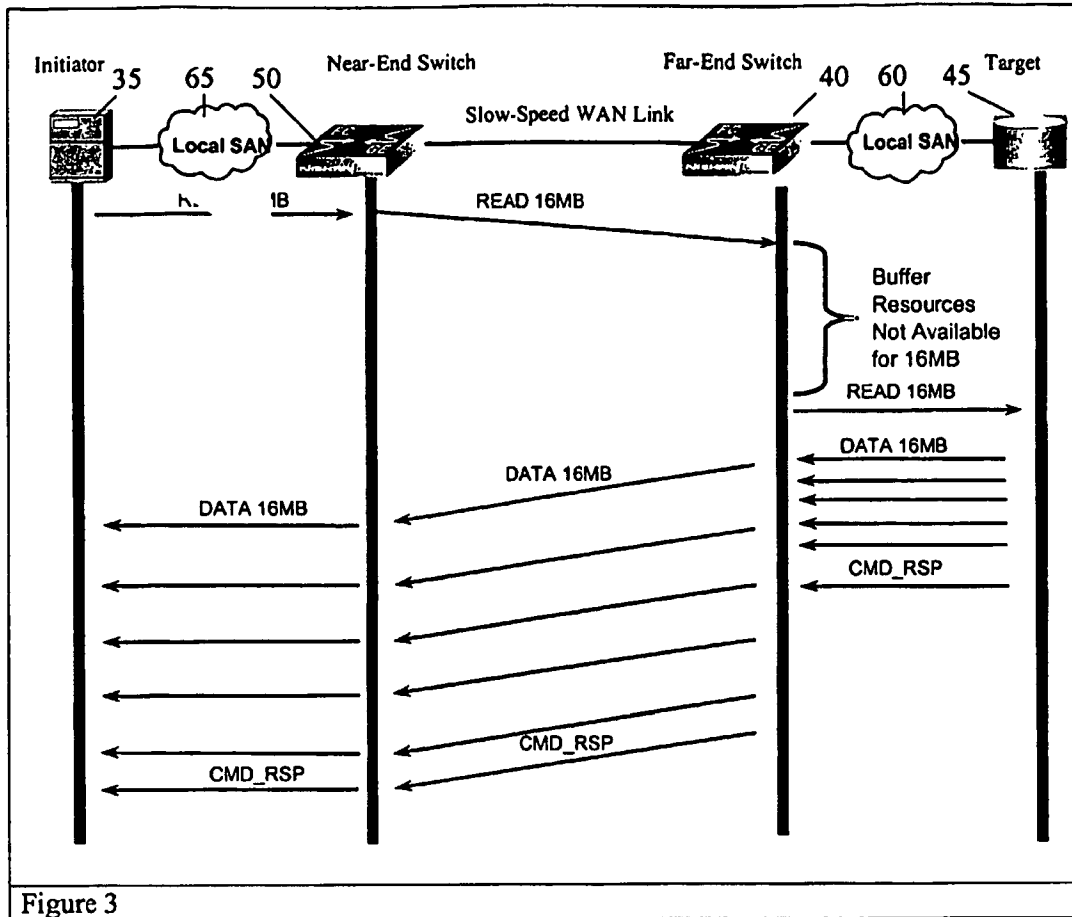 Initiator
35
65
50
Near-End Switch
Far-End Switch
40
60
45
Target
Slow-Speed WAN Link
Local SAN
Local SAN
READ 16MB
Buffer
Resources
Not Available
for 16MB
READ 16MB
DATA 16MB
DATA 16MB
DATA 16MB
CMD_RSP
CMD_RSP
CMD_RSP
Figure 3